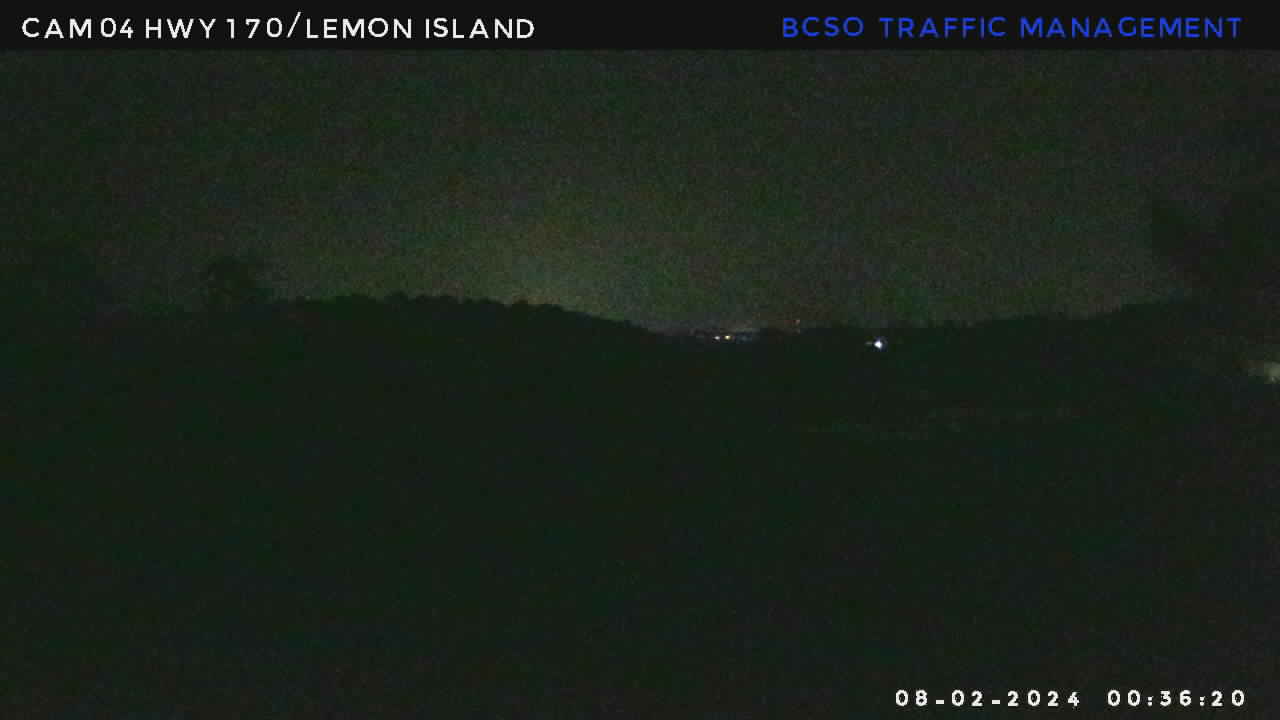 CAM04 HWY 170/LEMON ISLAND
BCSO TRAFFIC MANAGEMENT
08-02-2024 00:36:20